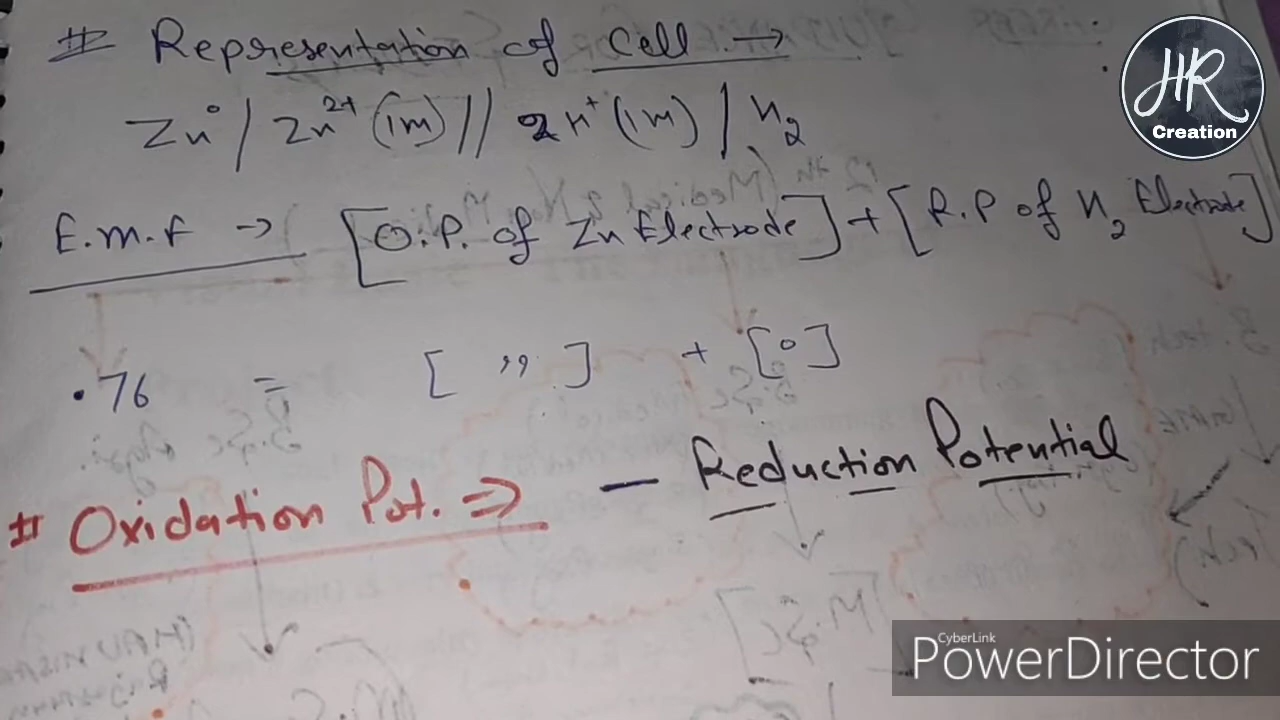 # Representation of Cell →
Zn° / Zn²⁺ (1M) // 2H⁺ (1M) / H₂
E.M.F → [O.P. of Zn Electrode] + [R.P of H₂ Electrode]
.76 = [ ,, ] + [0]
# Oxidation Pot. ⇒ – Reduction Potential
HR
Creation
CyberLink
PowerDirector